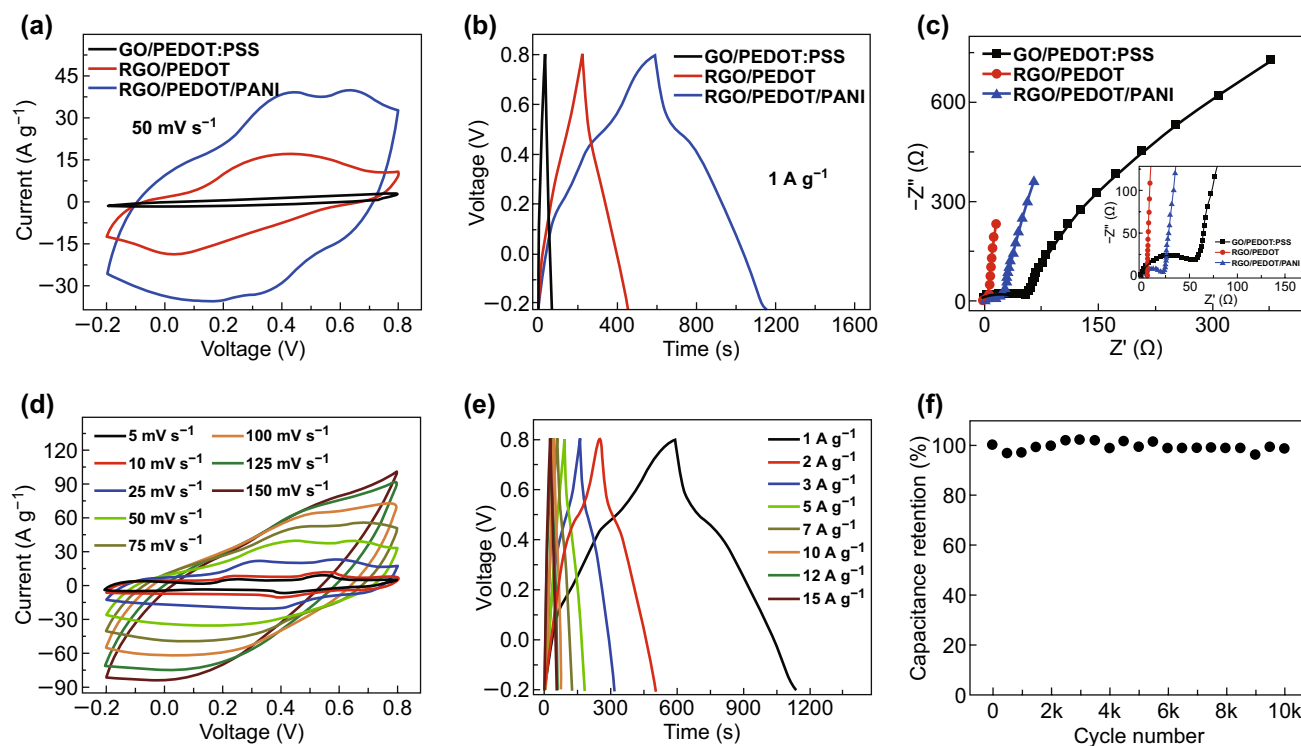 (a)
GO/PEDOT:PSS
RGO/PEDOT
RGO/PEDOT/PANI
50 mV s⁻¹
Current (A g⁻¹)
45
30
15
0
−15
−30
−0.2 0.0 0.2 0.4 0.6 0.8
Voltage (V)
(b)
GO/PEDOT:PSS
RGO/PEDOT
RGO/PEDOT/PANI
1 A g⁻¹
Voltage (V)
0.8
0.6
0.4
0.2
0.0
−0.2
0 400 800 1200 1600
Time (s)
(c)
GO/PEDOT:PSS
RGO/PEDOT
RGO/PEDOT/PANI
−Z'' (Ω)
750
500
250
0
0 150 300
Z' (Ω)
−Z'' (Ω)
100
75
50
25
0
GO/PEDOT:PSS
RGO/PEDOT
RGO/PEDOT/PANI
0 50 100 150
Z' (Ω)
(d)
5 mV s⁻¹ 100 mV s⁻¹
10 mV s⁻¹ 125 mV s⁻¹
25 mV s⁻¹ 150 mV s⁻¹
50 mV s⁻¹
75 mV s⁻¹
Current (A g⁻¹)
120
90
60
30
0
−30
−60
−90
−0.2 0.0 0.2 0.4 0.6 0.8
Voltage (V)
(e)
1 A g⁻¹
2 A g⁻¹
3 A g⁻¹
5 A g⁻¹
7 A g⁻¹
10 A g⁻¹
12 A g⁻¹
15 A g⁻¹
Voltage (V)
0.8
0.6
0.4
0.2
0.0
−0.2
0 300 600 900 1200
Time (s)
(f)
Capacitance retention (%)
100
80
60
40
20
0
0 2k 4k 6k 8k 10k
Cycle number